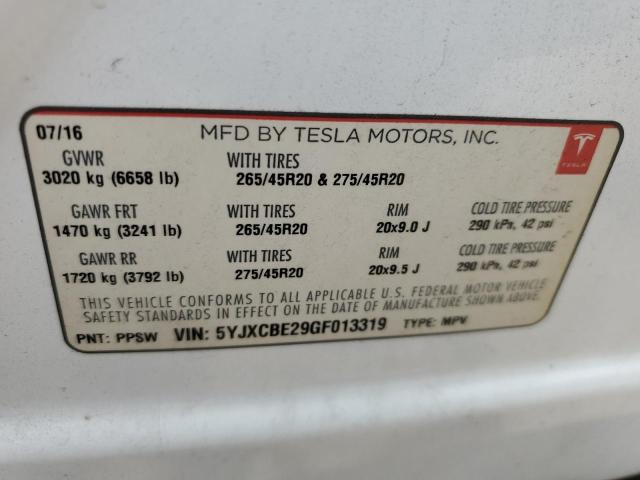 07/16 MFD BY TESLA MOTORS, INC.
GVWR WITH TIRES
3020 kg (6658 lb) 265/45R20 & 275/45R20
TESLA
GAWR FRT WITH TIRES RIM COLD TIRE PRESSURE
1470 kg (3241 lb) 265/45R20 20x9.0 J 290 kPa, 42 psi
GAWR RR WITH TIRES RIM COLD TIRE PRESSURE
1720 kg (3792 lb) 275/45R20 20x9.5 J 290 kPa, 42 psi
THIS VEHICLE CONFORMS TO ALL APPLICABLE U.S. FEDERAL MOTOR VEHICLE
SAFETY STANDARDS IN EFFECT ON THE DATE OF MANUFACTURE SHOWN ABOVE.
PNT: PPSW VIN: 5YJXCBE29GF013319 TYPE: MPV